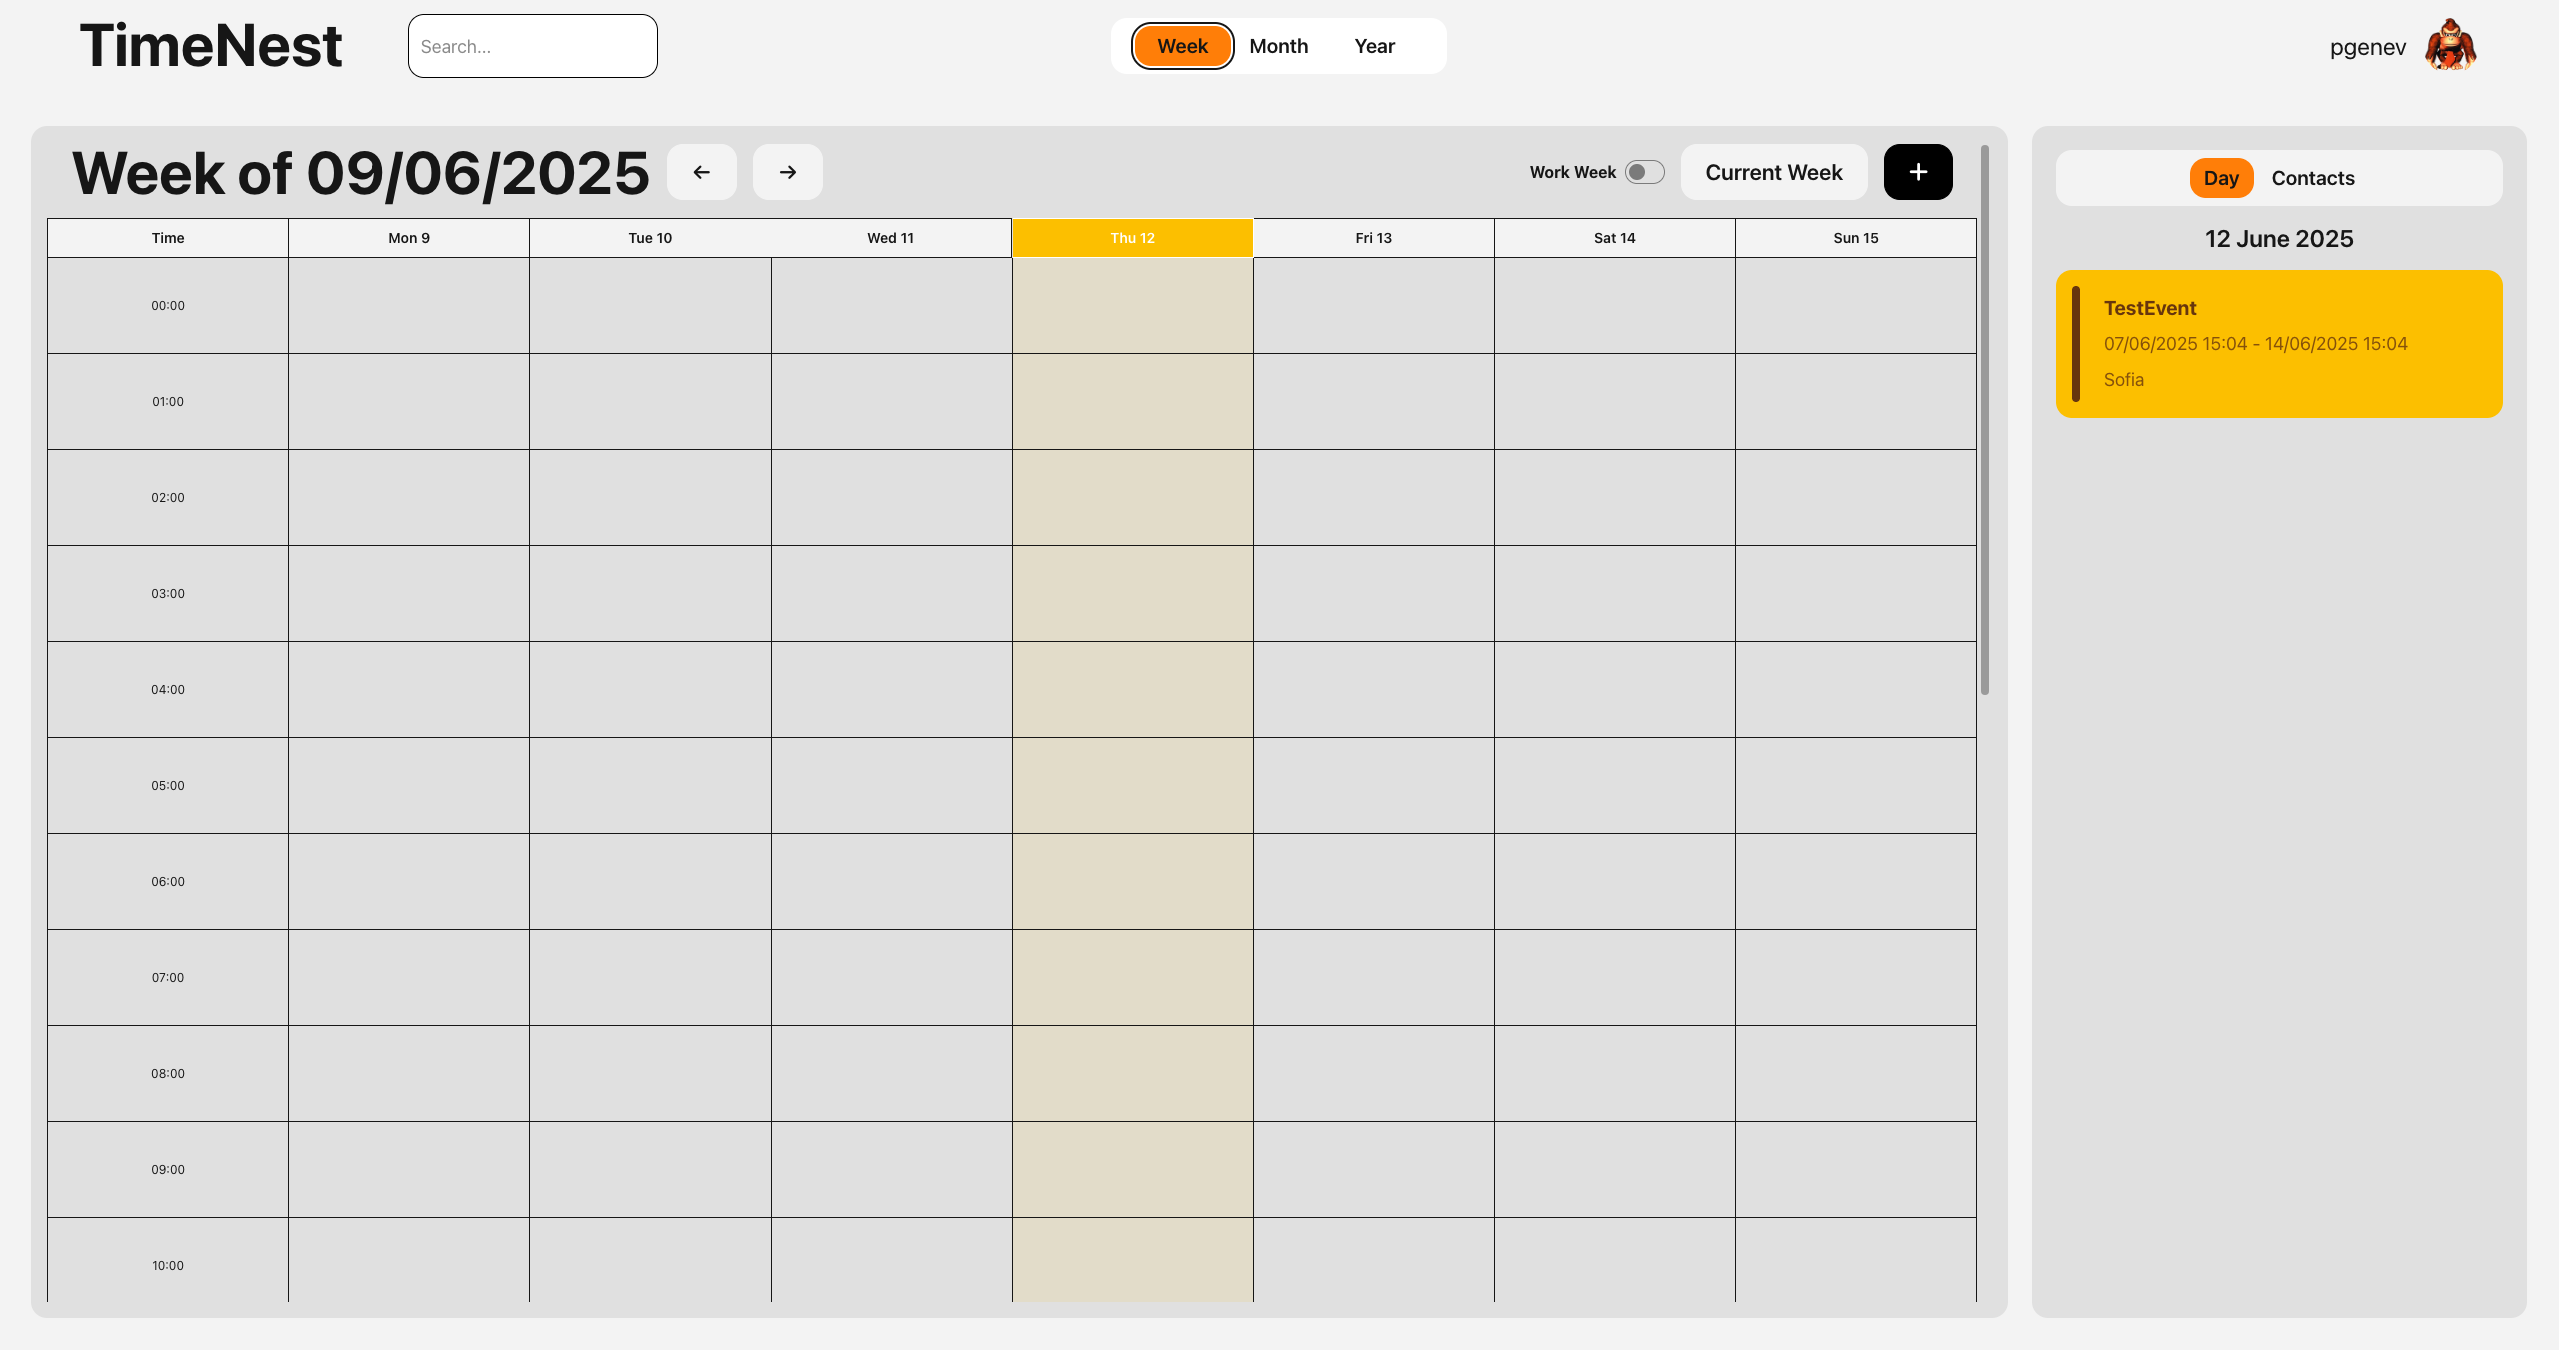 TimeNest
Search...
Week Month Year
pgenev
Week of 09/06/2025
Work Week
Current Week
Time Mon 9 Tue 10 Wed 11 Thu 12 Fri 13 Sat 14 Sun 15
00:00
01:00
02:00
03:00
04:00
05:00
06:00
07:00
08:00
09:00
10:00
Day Contacts
12 June 2025
TestEvent
07/06/2025 15:04 - 14/06/2025 15:04
Sofia